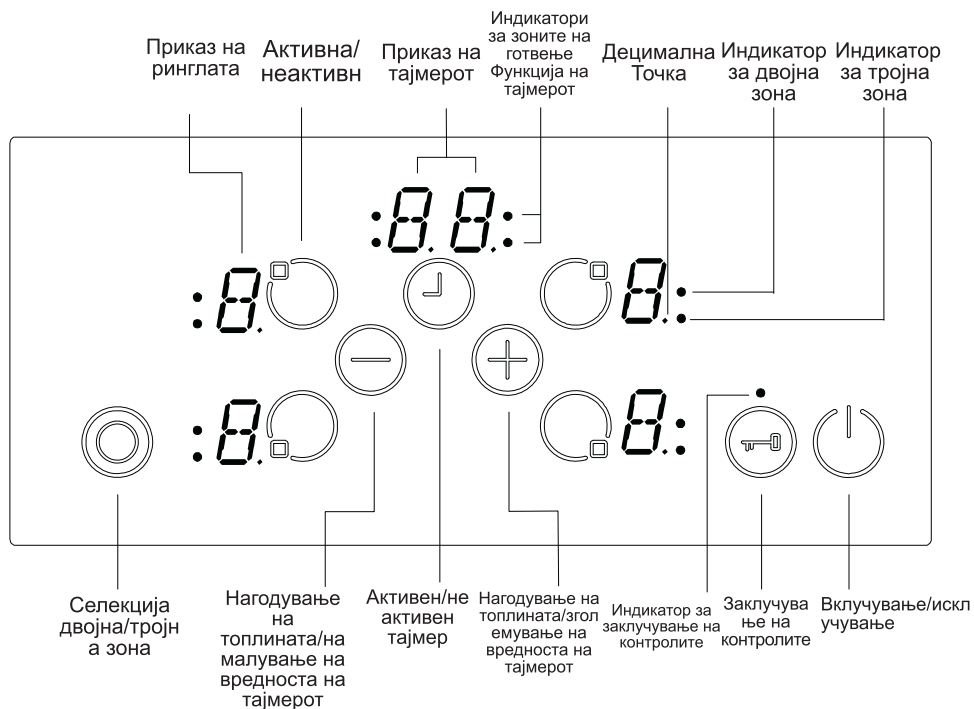 Приказ на
ринглата
Активна/
неактивн
Приказ на
тајмерот
Индикатори
за зоните на
готвење
Функција на
тајмерот
Децимална
Точка
Индикатор
за двојна
зона
Индикатор
за тројна
зона
Селекција
двојна/тројн
а зона
Нагодување
на
топлината/на
малување на
вредноста на
тајмерот
Активен/не
активен
тајмер
Нагодување на
топлината/згол
емување на
вредноста на
тајмерот
Индикатор за
заклучување на
контролите
Заклучува
ње на
контролите
Вклучување/искл
учување